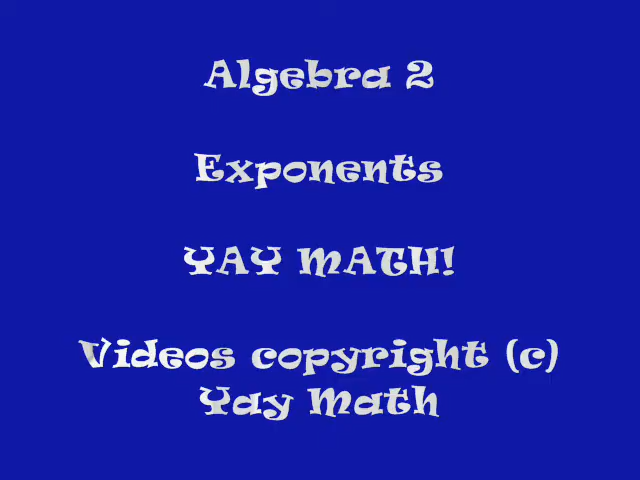 Algebra 2
Exponents
YAY MATH!
Videos copyright (c)
Yay Math